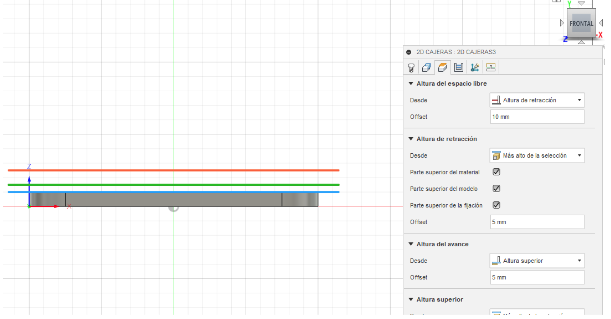 Y
FRONTAL
X
Z
2D CAJERAS : 2D CAJERAS3
Altura del espacio libre
Desde Altura de retracción
Offset 10 mm
Altura de retracción
Desde Más alto de la selección
Parte superior del material
Parte superior del modelo
Parte superior de la fijación
Offset 5 mm
Altura del avance
Desde Altura superior
Offset 5 mm
Altura superior
Z
X